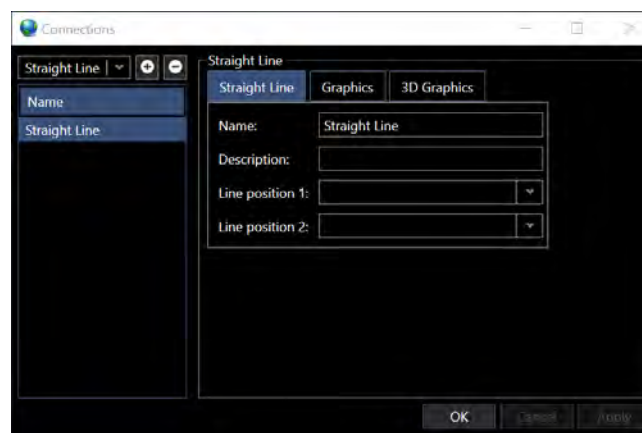 Connections
Straight Line
Name
Straight Line
Straight Line
Straight Line Graphics 3D Graphics
Name: Straight Line
Description:
Line position 1:
Line position 2:
OK Cancel Apply